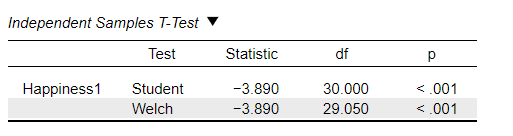 Independent Samples T-Test ▼
Test Statistic df p
Happiness1 Student −3.890 30.000 < .001
Welch −3.890 29.050 < .001